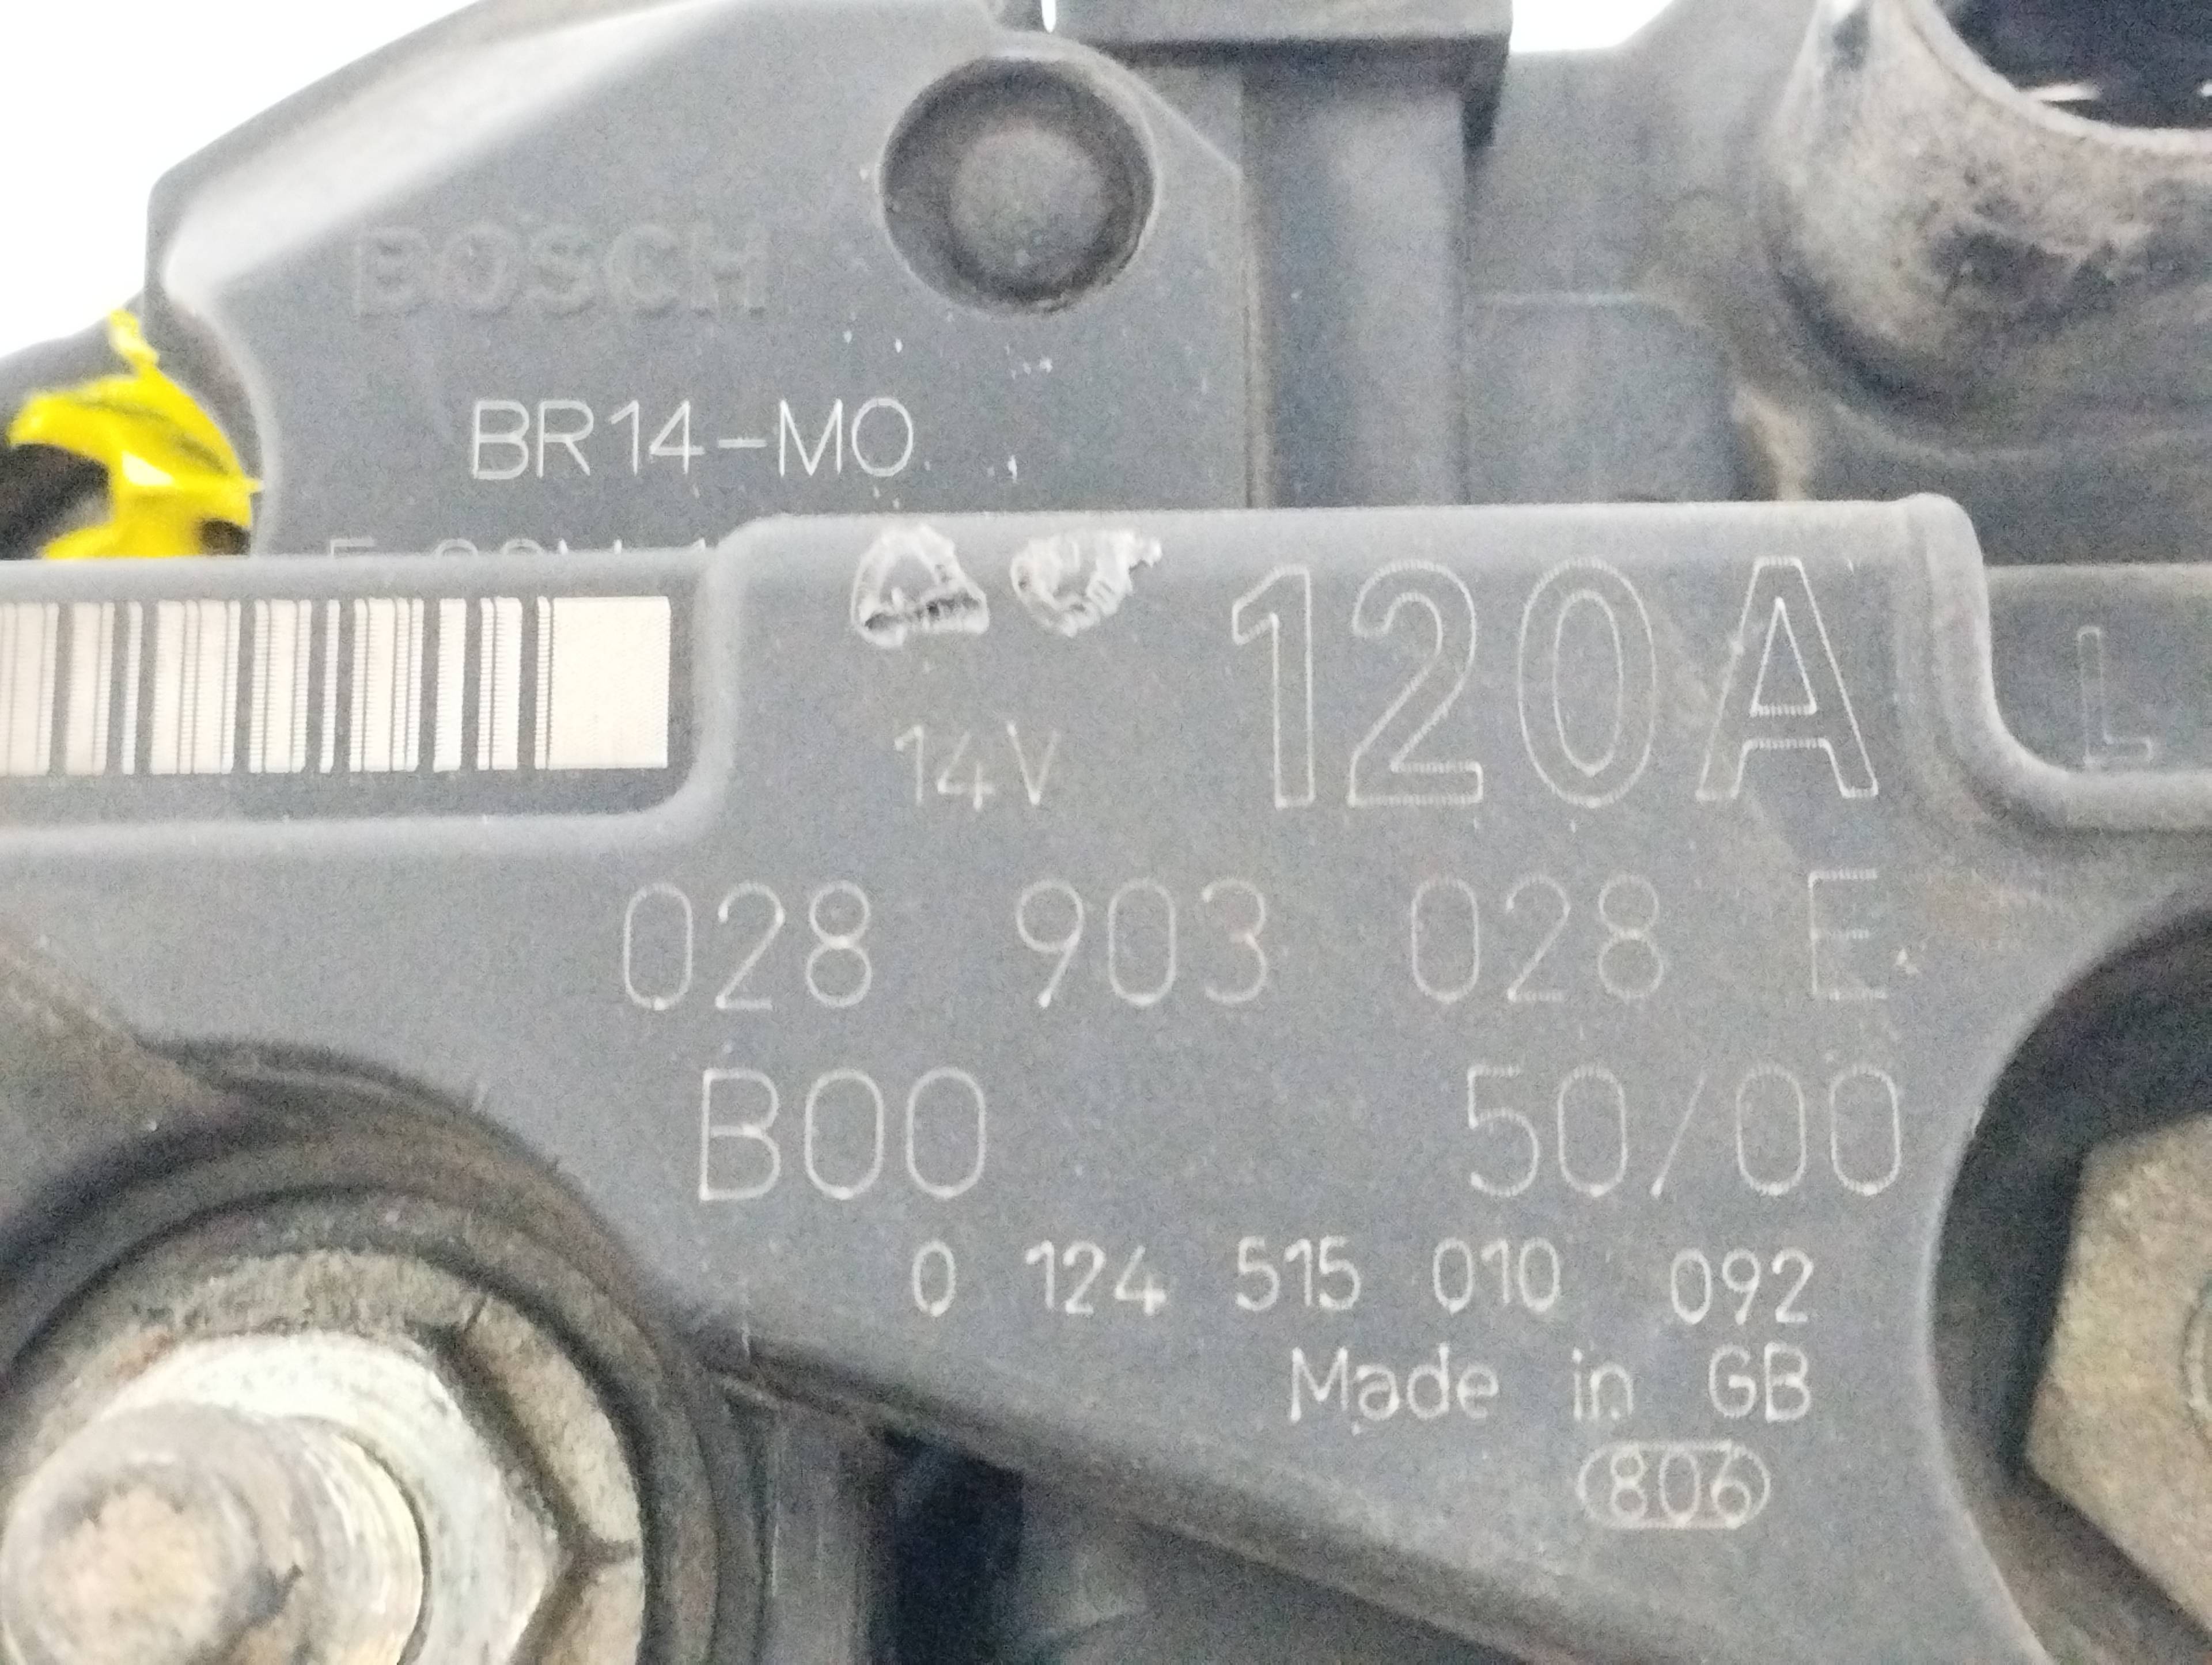 BOSCH
BR14-M0
120A
14V
L
028 903 028 E
B00 50/00
0 124 515 010 092
Made in GB
806